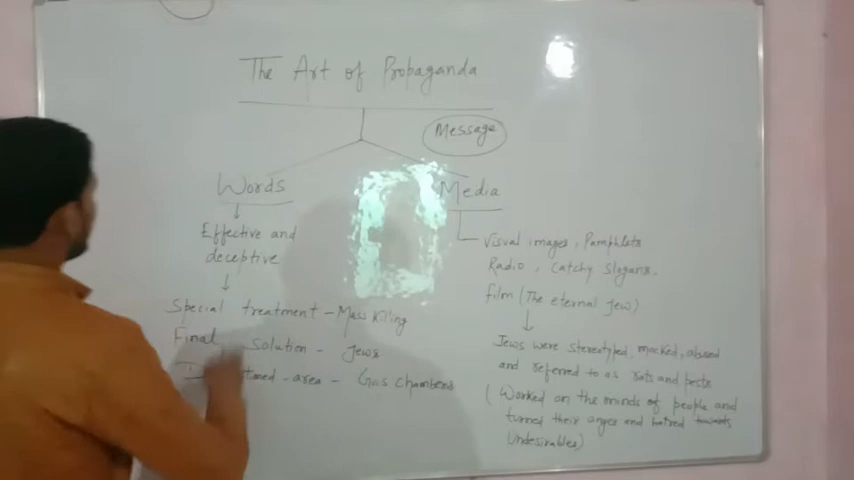 The Art of Propaganda
Message
Words
Effective and
deceptive
Special treatment - Mass Killing
Final solution - Jews
area - Gas Chambers
Media
Visual images, Pamphlets
Radio, Catchy slogans.
film (The eternal Jew)
Jews were stereotyped, mocked, abused
and referred to as rats and pests
(Worked on the minds of people and
turned their anger and hatred towards
Undesirables)